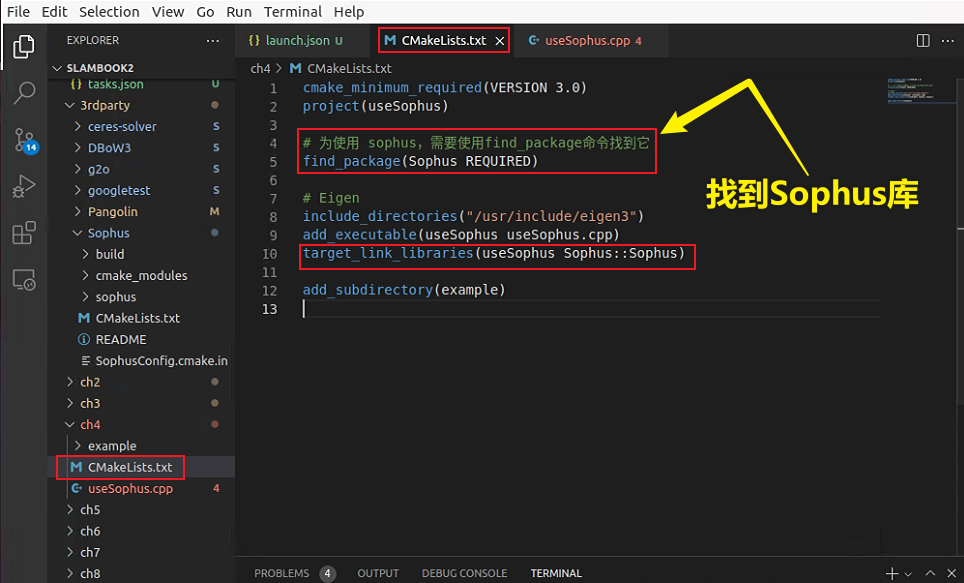 File Edit Selection View Go Run Terminal Help
EXPLORER ...
SLAMBOOK2
{} tasks.json U
3rdparty
ceres-solver S
DBoW3 S
g2o S
googletest S
Pangolin M
Sophus
build
cmake_modules
sophus
CMakeLists.txt
README
SophusConfig.cmake.in
ch2
ch3
ch4
example
CMakeLists.txt
useSophus.cpp 4
ch5
ch6
ch7
ch8
14
{} launch.json U
CMakeLists.txt
useSophus.cpp 4
ch4 > CMakeLists.txt
1 cmake_minimum_required(VERSION 3.0)
2 project(useSophus)
3
4 # 为使用 sophus，需要使用find_package命令找到它
5 find_package(Sophus REQUIRED)
6
7 # Eigen
8 include_directories("/usr/include/eigen3")
9 add_executable(useSophus useSophus.cpp)
10 target_link_libraries(useSophus Sophus::Sophus)
11
12 add_subdirectory(example)
13
找到Sophus库
PROBLEMS 4 OUTPUT DEBUG CONSOLE TERMINAL